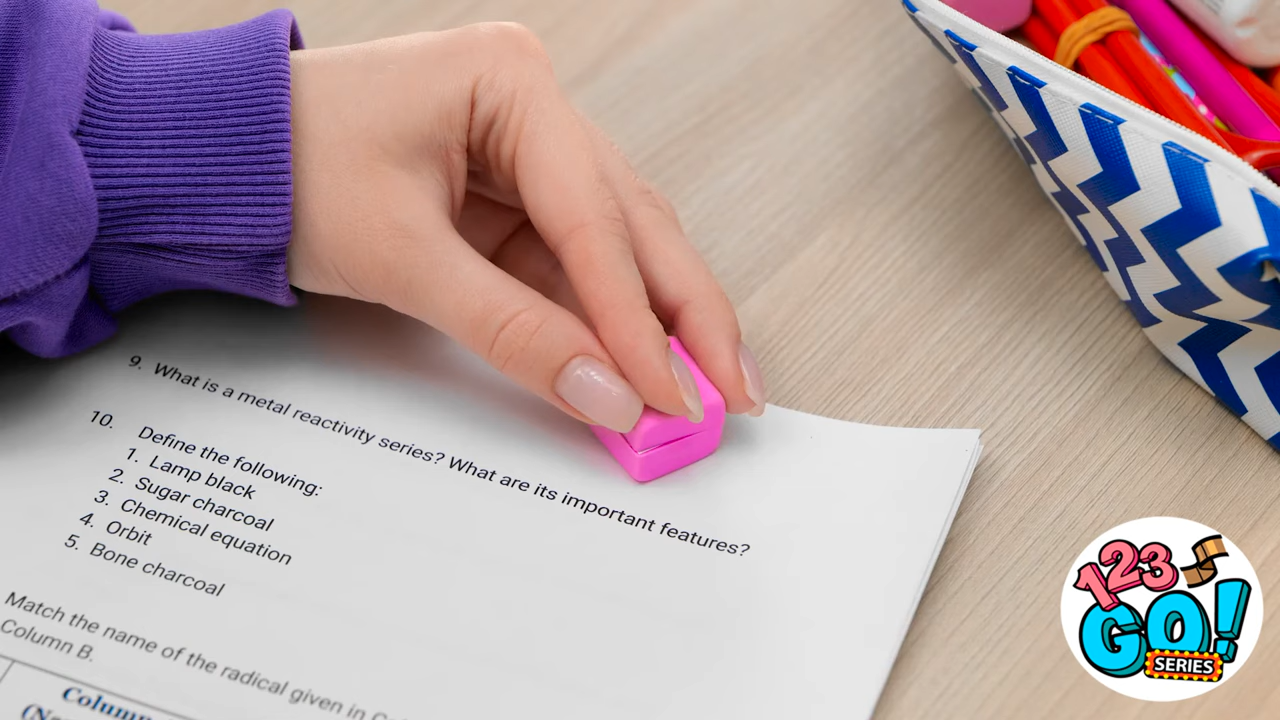 9. What is a metal reactivity series? What are its important features?
10. Define the following:
1. Lamp black
2. Sugar charcoal
3. Chemical equation
4. Orbit
5. Bone charcoal
Match the name of the radical given in
Column B.
123
GO!
SERIES